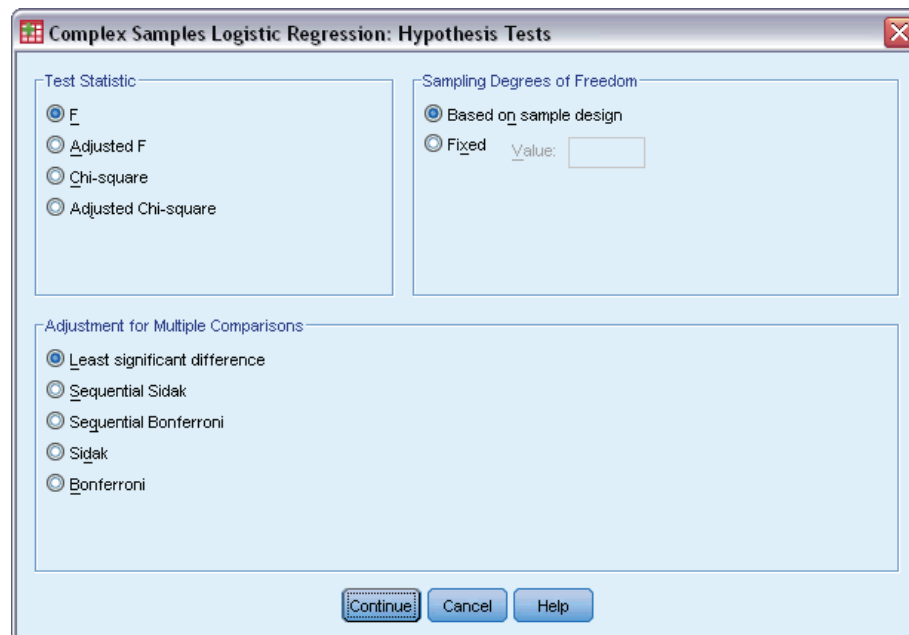 Complex Samples Logistic Regression: Hypothesis Tests
Test Statistic
F
Adjusted F
Chi-square
Adjusted Chi-square
Sampling Degrees of Freedom
Based on sample design
Fixed Value:
Adjustment for Multiple Comparisons
Least significant difference
Sequential Sidak
Sequential Bonferroni
Sidak
Bonferroni
Continue Cancel Help